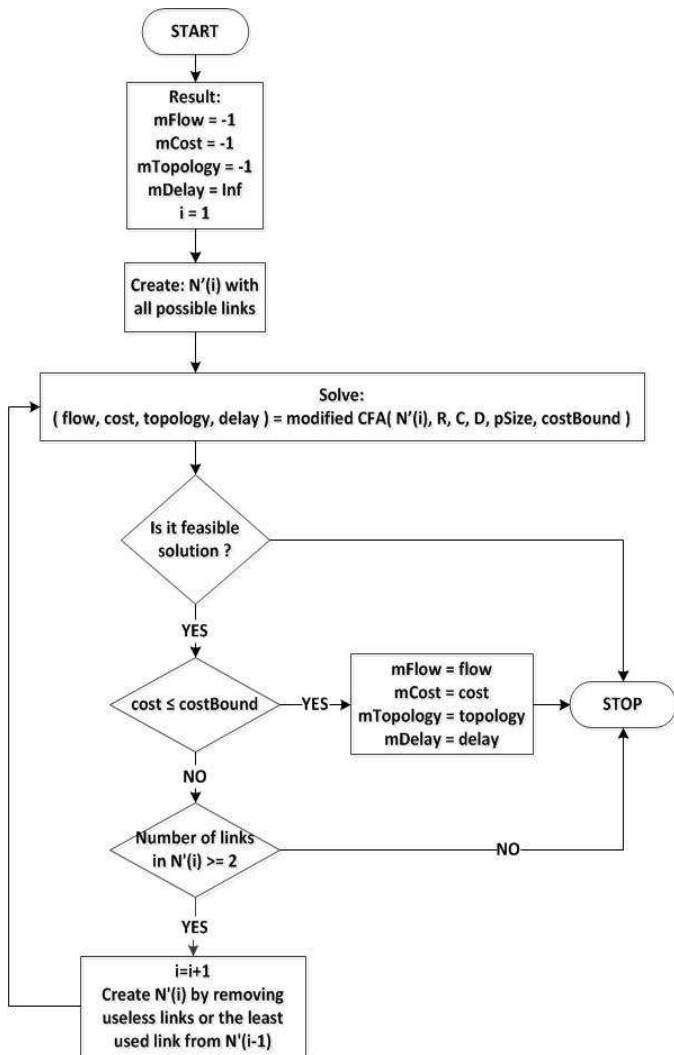 START
Result:
mFlow = -1
mCost = -1
mTopology = -1
mDelay = Inf
i = 1
Create: N’(i) with
all possible links
Solve:
( flow, cost, topology, delay ) = modified CFA( N’(i), R, C, D, pSize, costBound )
Is it feasible
solution ?
YES
cost ≤ costBound
YES
mFlow = flow
mCost = cost
mTopology = topology
mDelay = delay
STOP
NO
Number of links
in N'(i) >= 2
NO
YES
i=i+1
Create N'(i) by removing
useless links or the least
used link from N'(i-1)